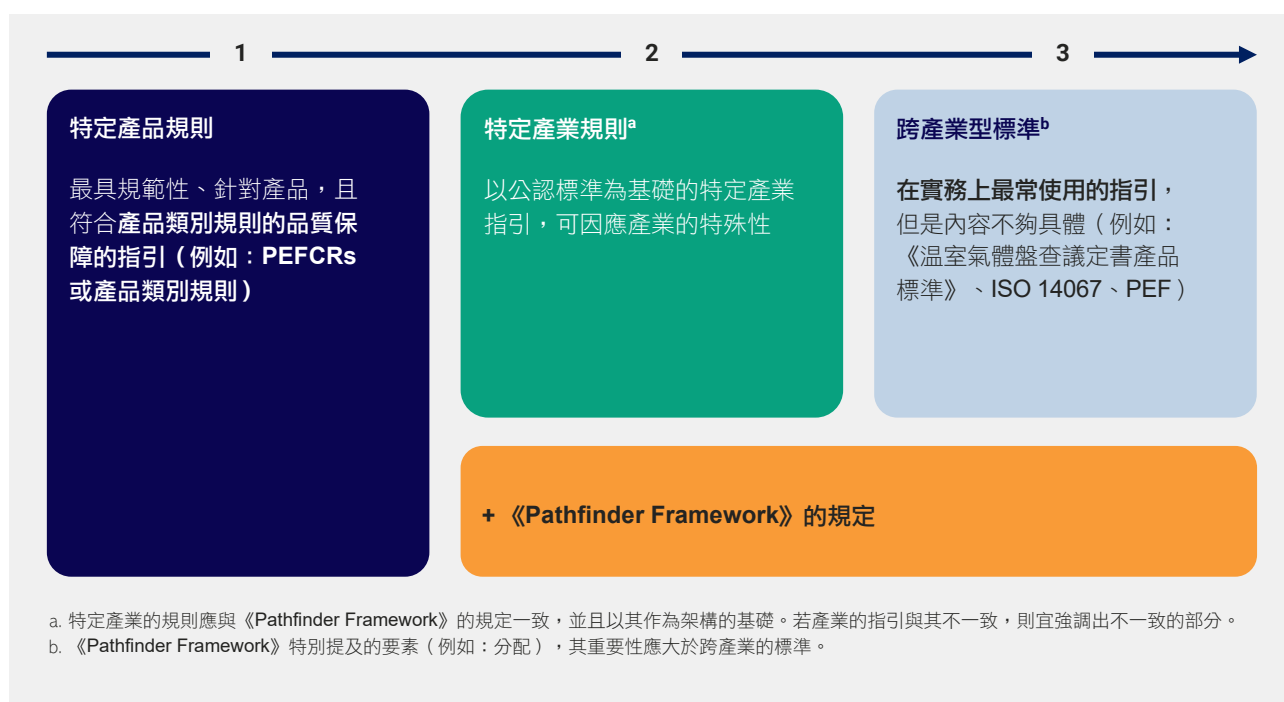 1 2 3
特定產品規則
最具規範性、針對產品，且
符合產品類別規則的品質保
障的指引（例如：PEFCRs
或產品類別規則）
特定產業規則ᵃ
以公認標準為基礎的特定產業
指引，可因應產業的特殊性
跨產業型標準ᵇ
在實務上最常使用的指引，
但是內容不夠具體（例如：
《温室氣體盤查議定書產品
標準》、ISO 14067、PEF）
+ 《Pathfinder Framework》的規定
a. 特定產業的規則應與《Pathfinder Framework》的規定一致，並且以其作為架構的基礎。若產業的指引與其不一致，則宜強調出不一致的部分。
b. 《Pathfinder Framework》特別提及的要素（例如：分配），其重要性應大於跨產業的標準。